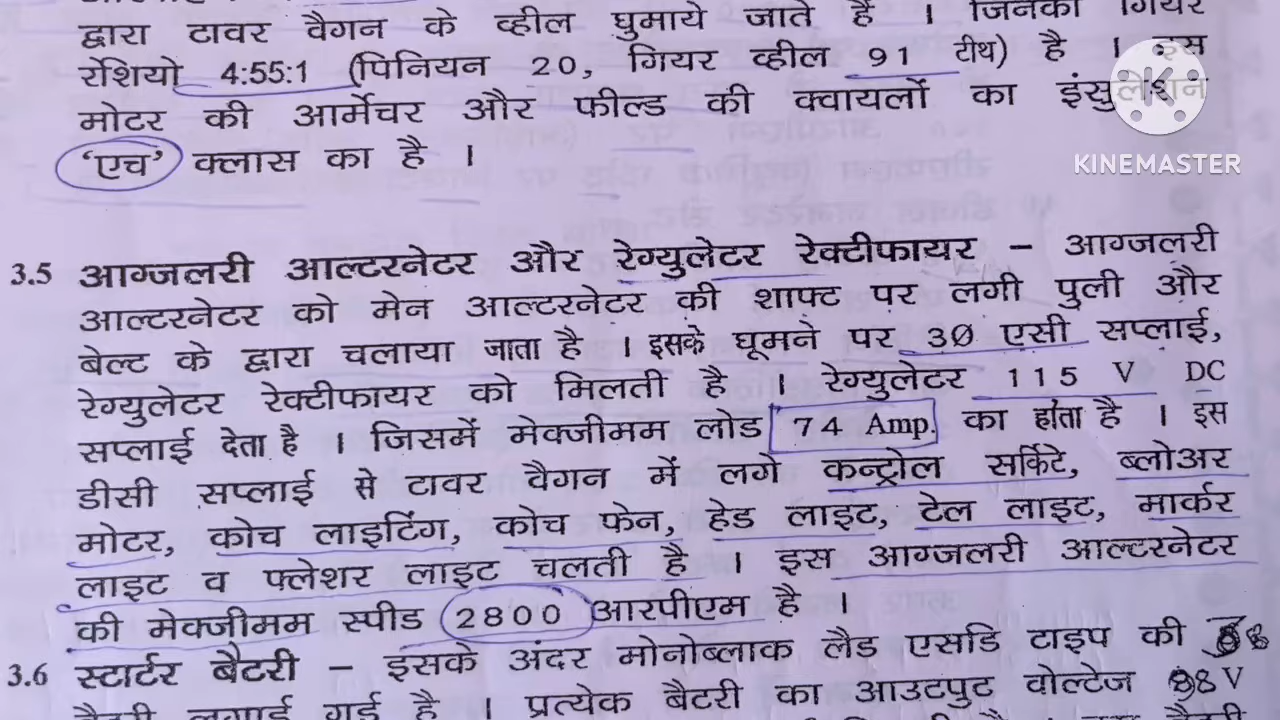 द्वारा टावर वैगन के व्हील घुमाये जाते है । जिनका गियर
रेशियो 4:55:1 (पिनियन 20, गियर व्हील 91 टीथ) है । इस
मोटर की आर्मेचर और फील्ड की क्वायलों का इंसुलेशन
'एच' क्लास का है ।
KINEMASTER
3.5 आग्जलरी आल्टरनेटर और रेग्युलेटर रेक्टीफायर – आग्जलरी
आल्टरनेटर को मेन आल्टरनेटर की शाफ्ट पर लगी पुली और
बेल्ट के द्वारा चलाया जाता है । इसके घूमने पर 3Ø एसी सप्लाई,
रेग्युलेटर रेक्टीफायर को मिलती है । रेग्युलेटर 115 V DC
सप्लाई देता है । जिसमें मेक्जीमम लोड 74 Amp. का होता है । इस
डीसी सप्लाई से टावर वैगन में लगे कन्ट्रोल सर्किटे, ब्लोअर
मोटर, कोच लाइटिंग, कोच फेन, हेड लाइट, टेल लाइट, मार्कर
लाइट व फ्लेशर लाइट चलती है । इस आग्जलरी आल्टरनेटर
की मेक्जीमम स्पीड 2800 आरपीएम है ।
3.6 स्टार्टर बैटरी – इसके अंदर मोनोब्लाक लैड एसडि टाइप की
बैटरी लगाई गई है । प्रत्येक बैटरी का आउटपुट वोल्टेज V